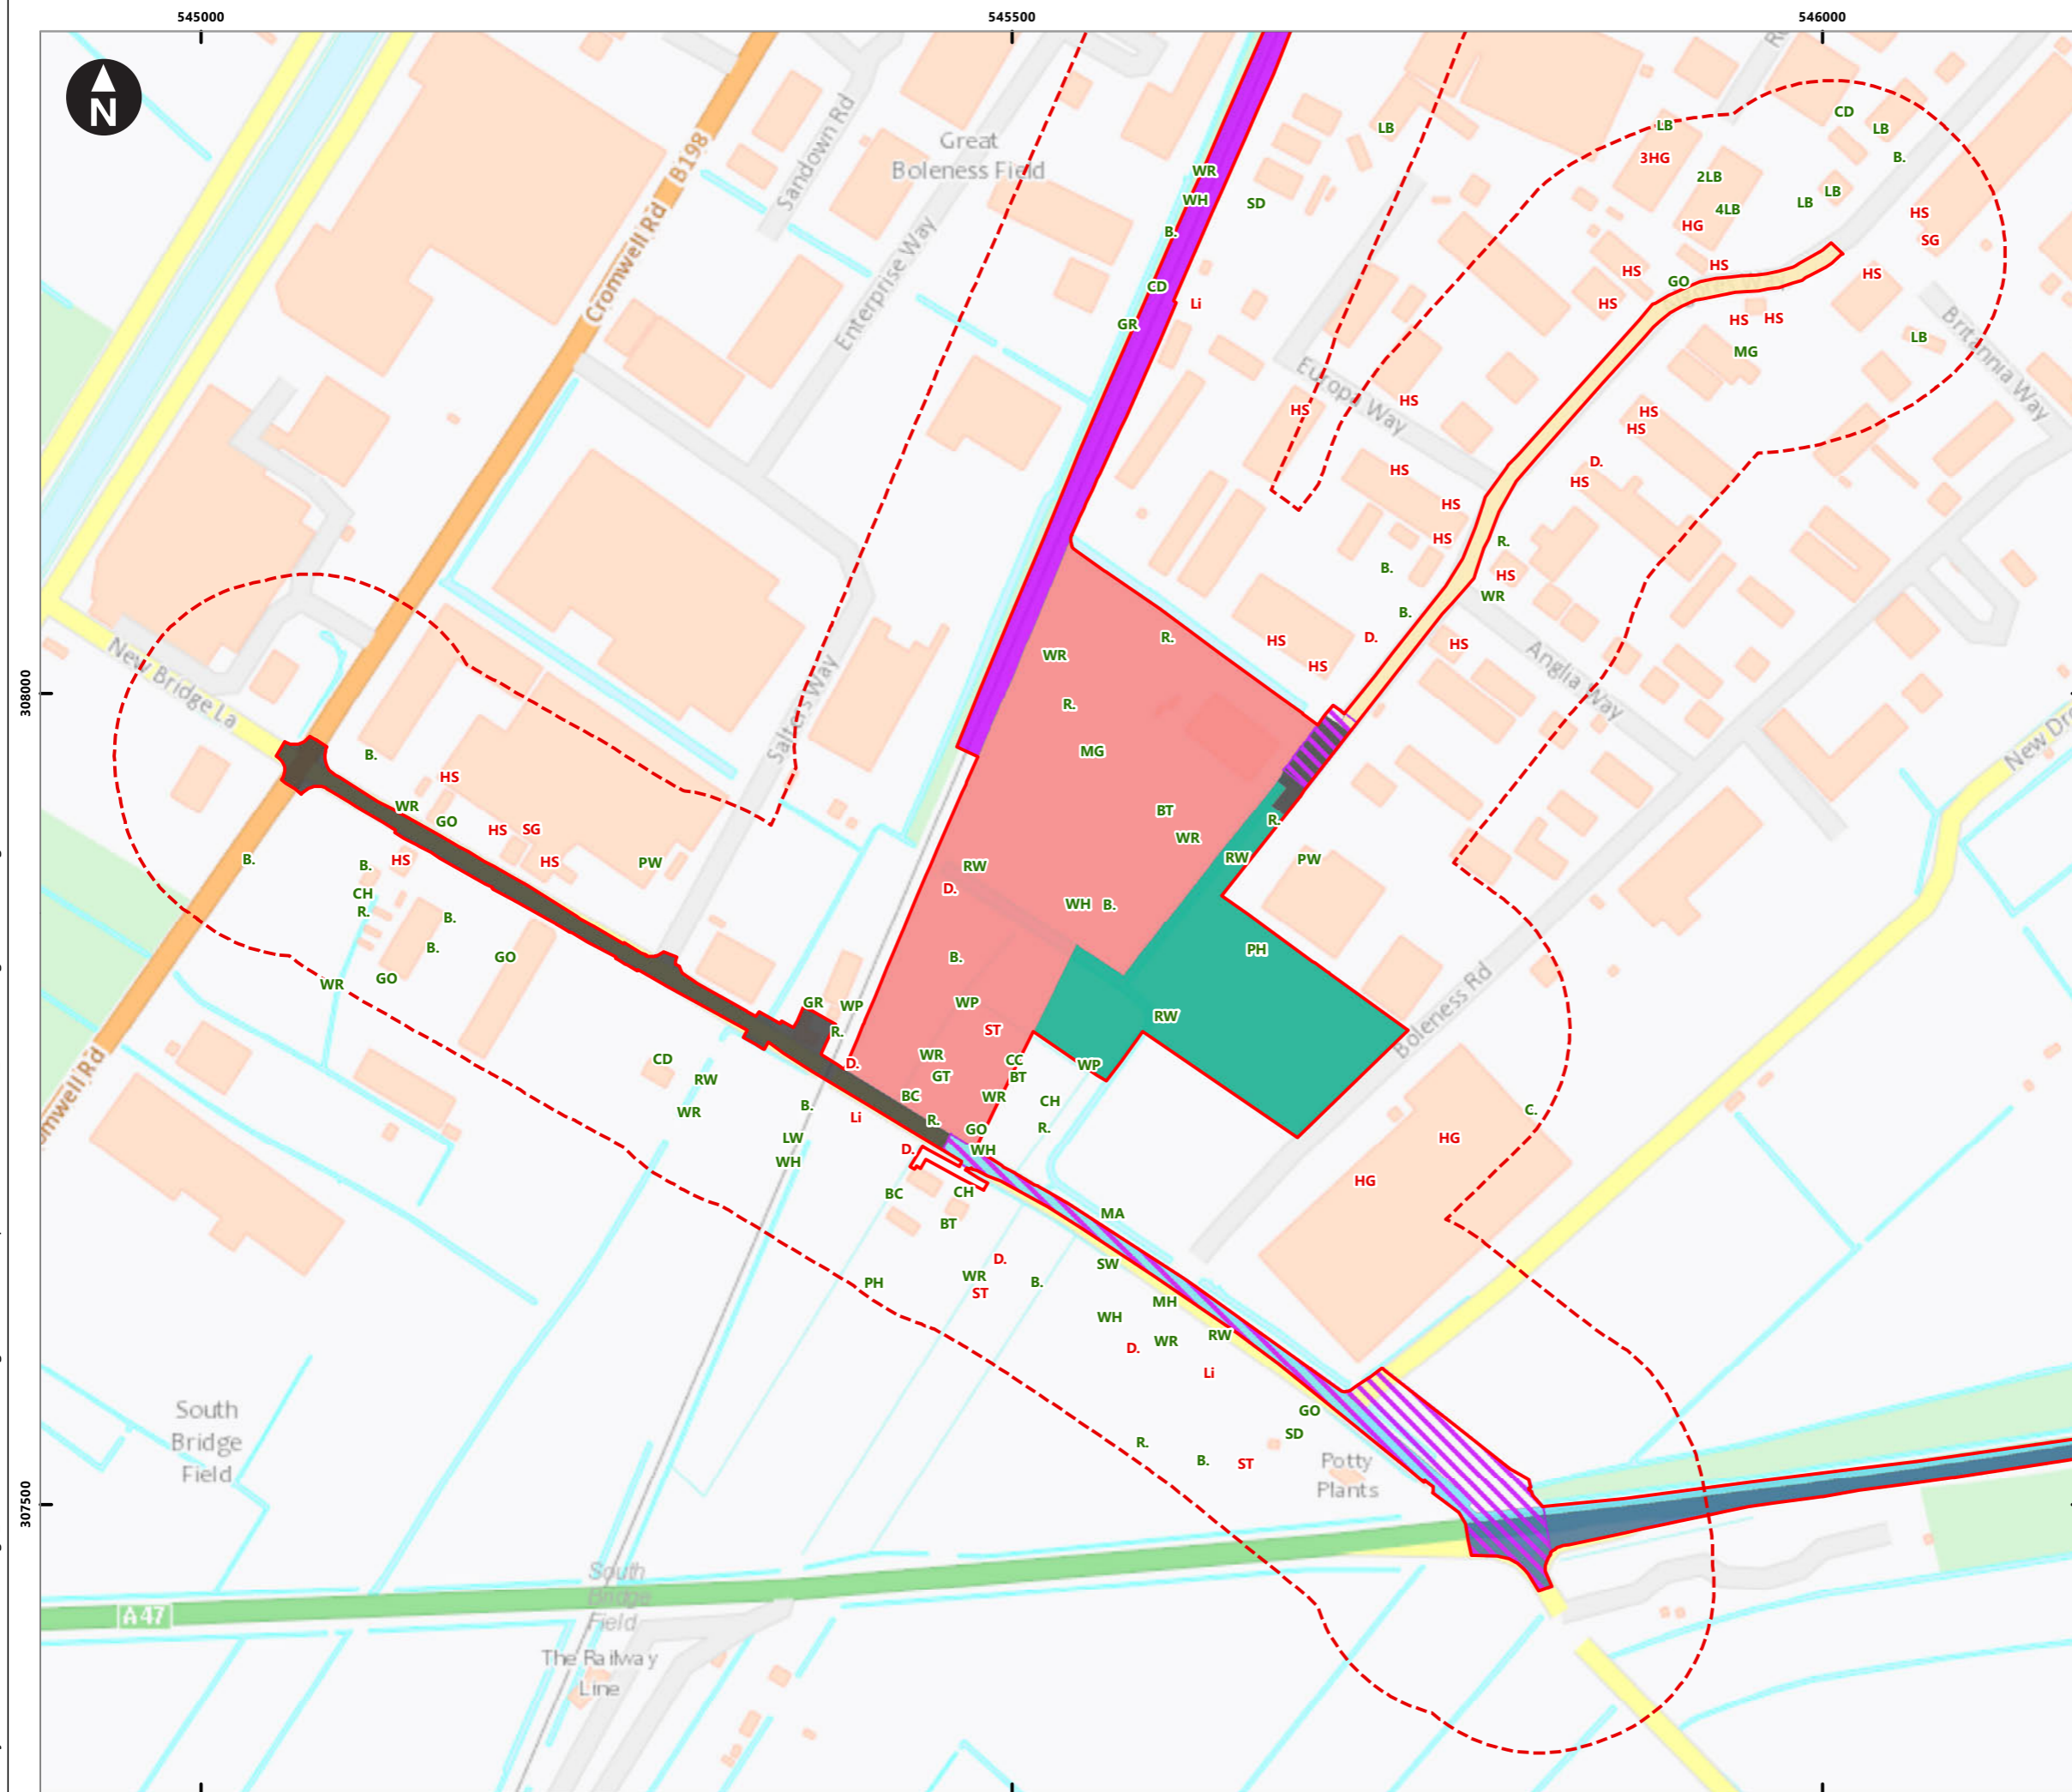 545000
545500
546000
N
308000
307500
Cromwell Rd
B198
Sandown Rd
Enterprise Way
Great
Boleness Field
WR
WH
SD
B.
CD
Li
GR
LB
LB
3HG
2LB
4LB
HG
CD
LB
B.
LB
LB
HS
SG
HS
HS
GO
HS
HS
HS
HS
MG
LB
Britannia Way
Europa Way
HS
HS
HS
HS
D.
HS
HS
HS
HS
R.
B.
HS
WR
B.
D.
HS
HS
HS
Anglia Way
New Bridge La
Salters Way
R.
WR
R.
MG
BT
WR
R.
RW
PW
RW
D.
WH
B.
PH
B.
WP
ST
RW
B.
HS
WR
GO
HS
SG
HS
HS
PW
B.
B.
CH
R.
B.
B.
GO
GO
WR
GR
WP
R.
D.
CD
RW
WR
B.
Li
LW
WH
WR
GT
CC
BT
WP
BC
WR
CH
R.
R.
GO
WH
D.
BC
CH
BT
MA
D.
SW
WR
B.
ST
PH
MH
WH
WR
RW
D.
Li
GO
SD
R.
B.
ST
Potty
Plants
Boleness Rd
C.
HG
HG
South
Bridge
Field
A47
South
Bridge
Field
The Railway
Line